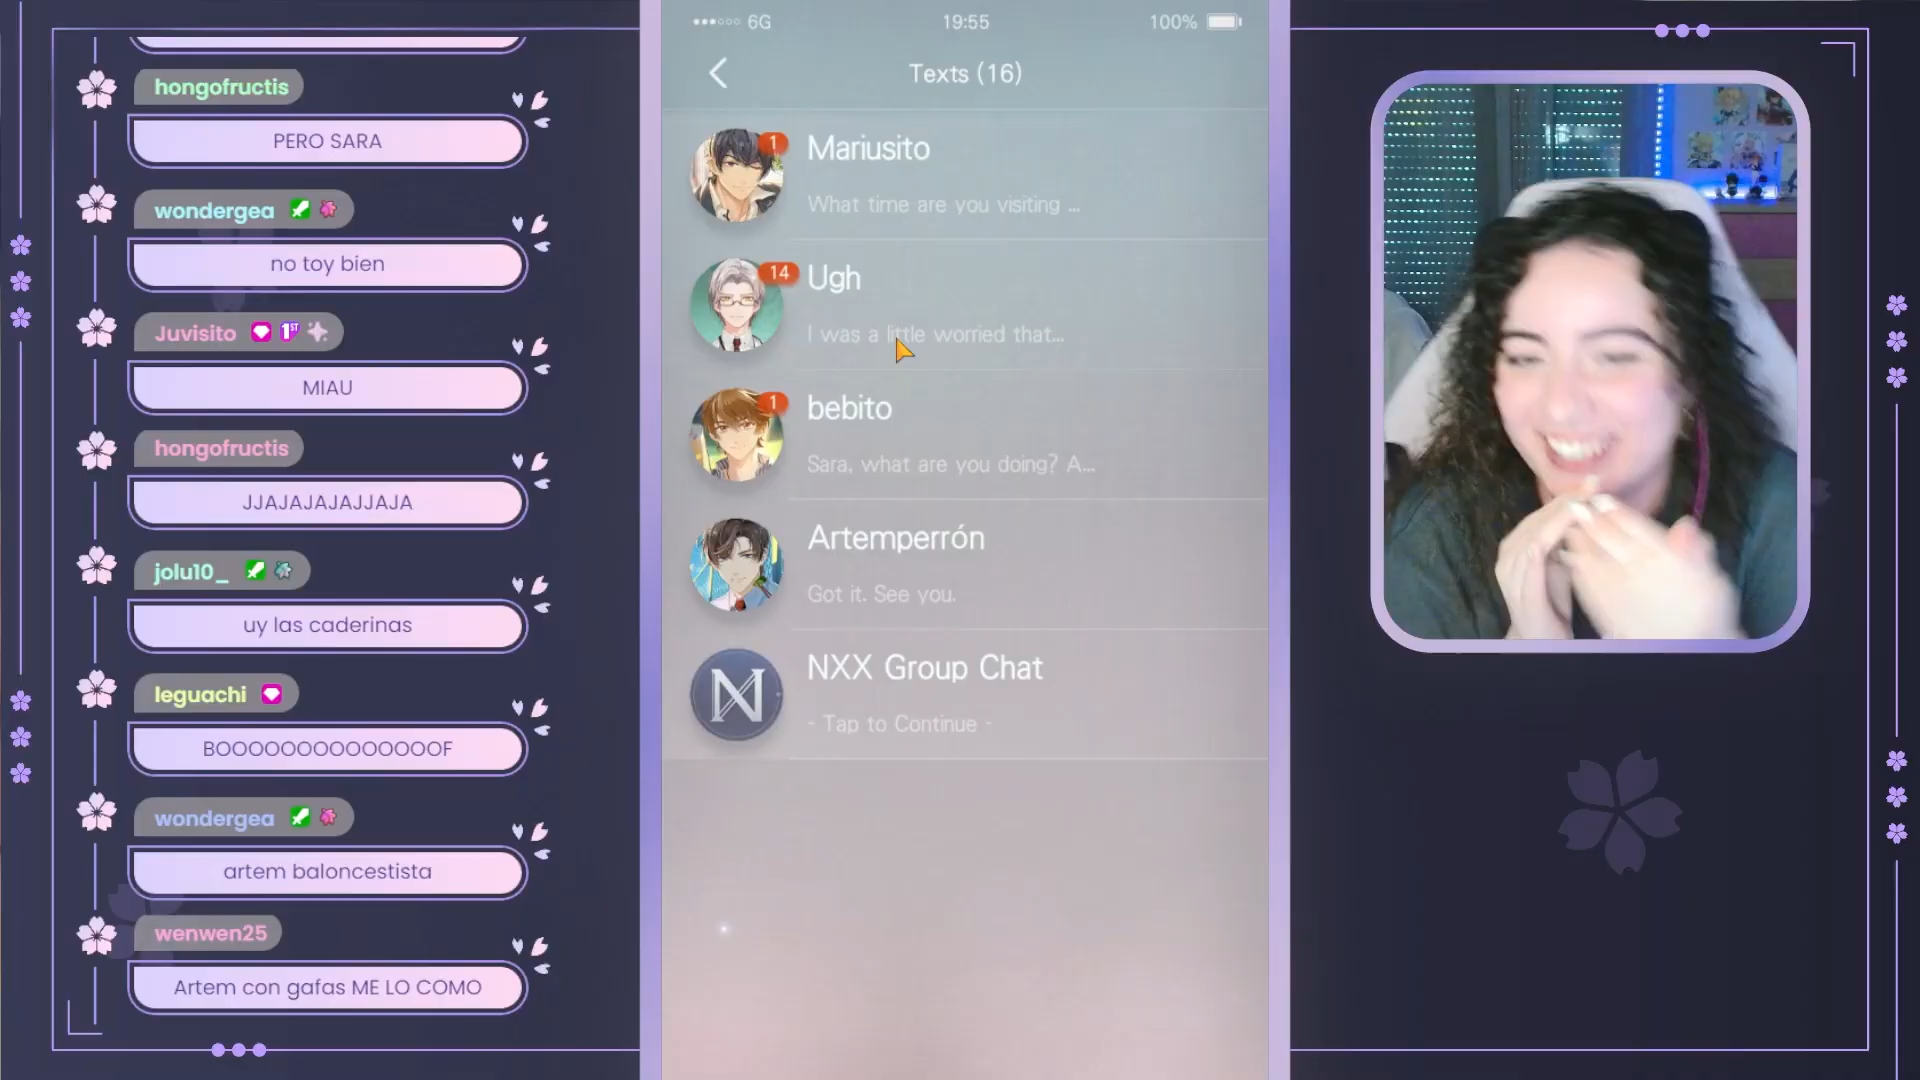 hongofructis
PERO SARA
wondergea
no toy bien
Juvisito 1ST
MIAU
hongofructis
JJAJAJAJAJJAJA
jolu10_
uy las caderinas
leguachi
BOOOOOOOOOOOOOOF
wondergea
artem baloncestista
wenwen25
Artem con gafas ME LO COMO
6G 19:55 100%
Texts (16)
1
Mariusito
What time are you visiting ...
14
Ugh
I was a little worried that...
1
bebito
Sara, what are you doing? A...
Artemperrón
Got it. See you.
N
NXX Group Chat
- Tap to Continue -